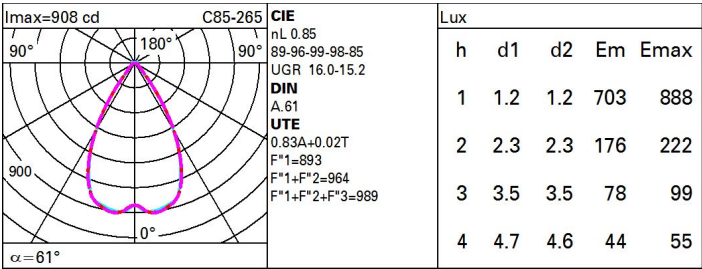 Imax=908 cd C85-265
90° 180° 90°
900
0°
α=61°
CIE
nL 0.85
89-96-99-98-85
UGR 16.0-15.2
DIN
A.61
UTE
0.83A+0.02T
F"1=893
F"1+F"2=964
F"1+F"2+F"3=989
Lux
h d1 d2 Em Emax
1 1.2 1.2 703 888
2 2.3 2.3 176 222
3 3.5 3.5 78 99
4 4.7 4.6 44 55